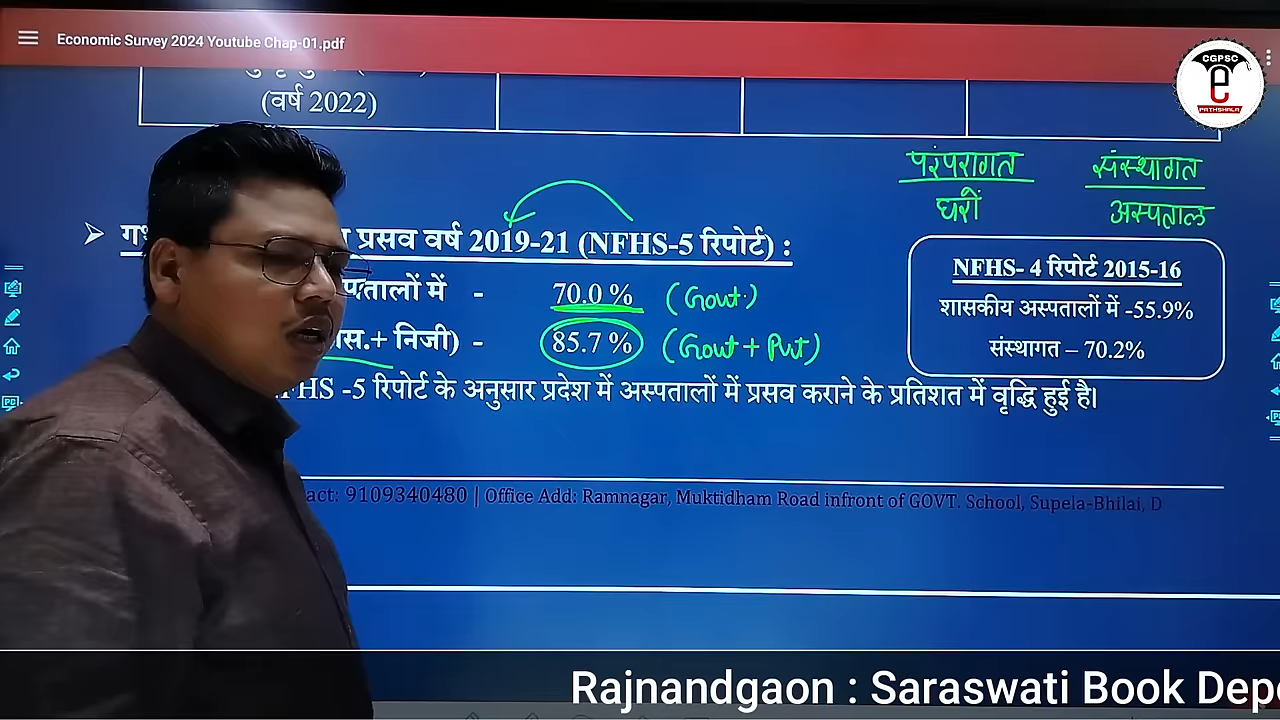 Economic Survey 2024 Youtube Chap-01.pdf
CGPSC
e
PATHSHALA
(वर्ष 2022)
परंपरागत संस्थागत
घरों अस्पताल
प्रसव वर्ष 2019-21 (NFHS-5 रिपोर्ट) :
में - 70.0 % (Govt.)
+ निजी) - 85.7 % (Govt + Pvt)
NFHS- 4 रिपोर्ट 2015-16
शासकीय अस्पतालों में -55.9%
संस्थागत – 70.2%
-5 रिपोर्ट के अनुसार प्रदेश में अस्पतालों में प्रसव कराने के प्रतिशत में वृद्धि हुई है।
act: 9109340480 | Office Add: Ramnagar, Muktidham Road infront of GOVT. School, Supela-Bhilai, D
Rajnandgaon : Saraswati Book Depo